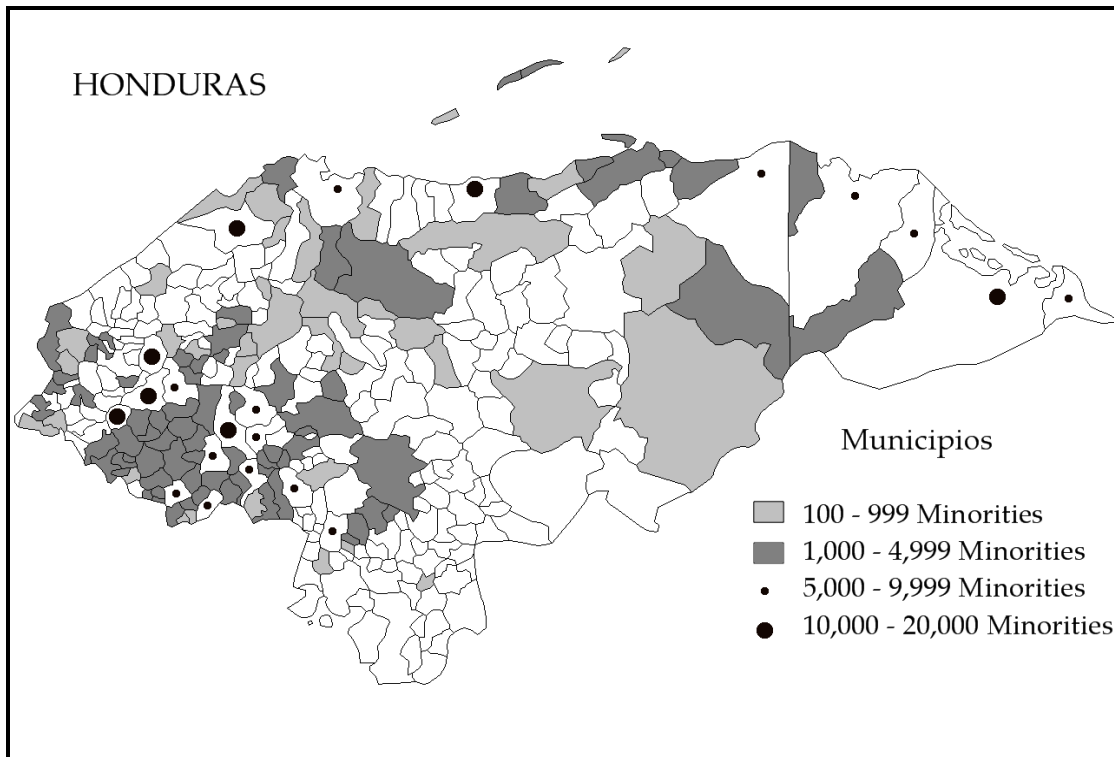 HONDURAS
Municipios
100 - 999 Minorities
1,000 - 4,999 Minorities
5,000 - 9,999 Minorities
10,000 - 20,000 Minorities